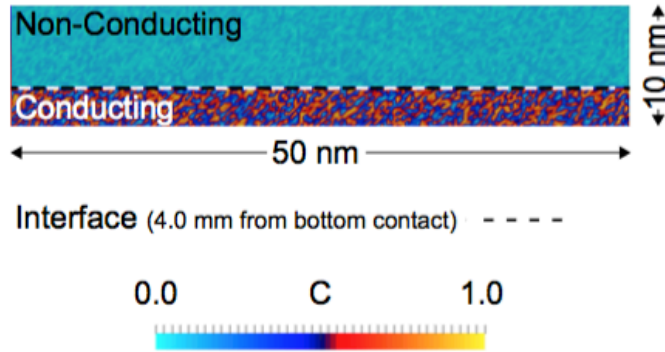 Non-Conducting
Conducting
10 nm
50 nm
Interface (4.0 mm from bottom contact)
0.0 C 1.0